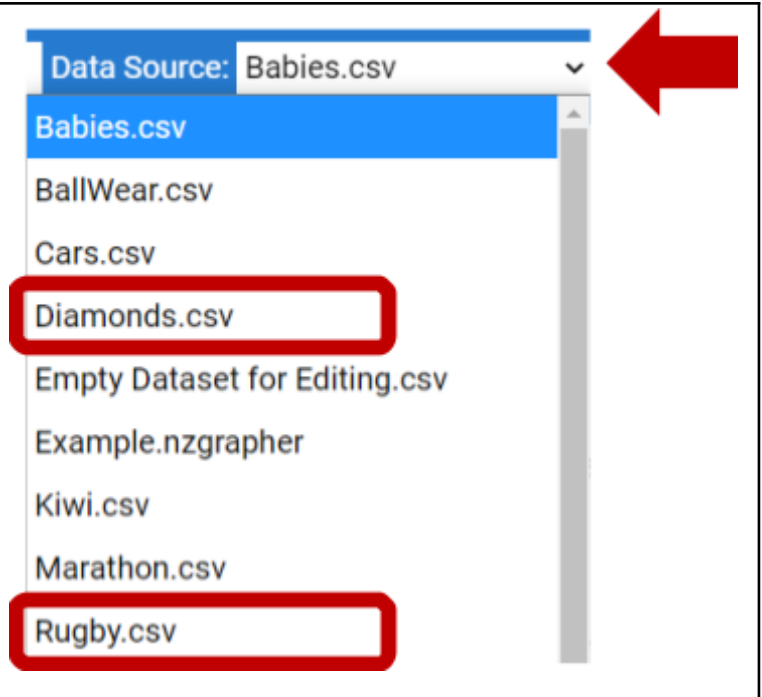 Data Source: Babies.csv
Babies.csv
BallWear.csv
Cars.csv
Diamonds.csv
Empty Dataset for Editing.csv
Example.nzgrapher
Kiwi.csv
Marathon.csv
Rugby.csv